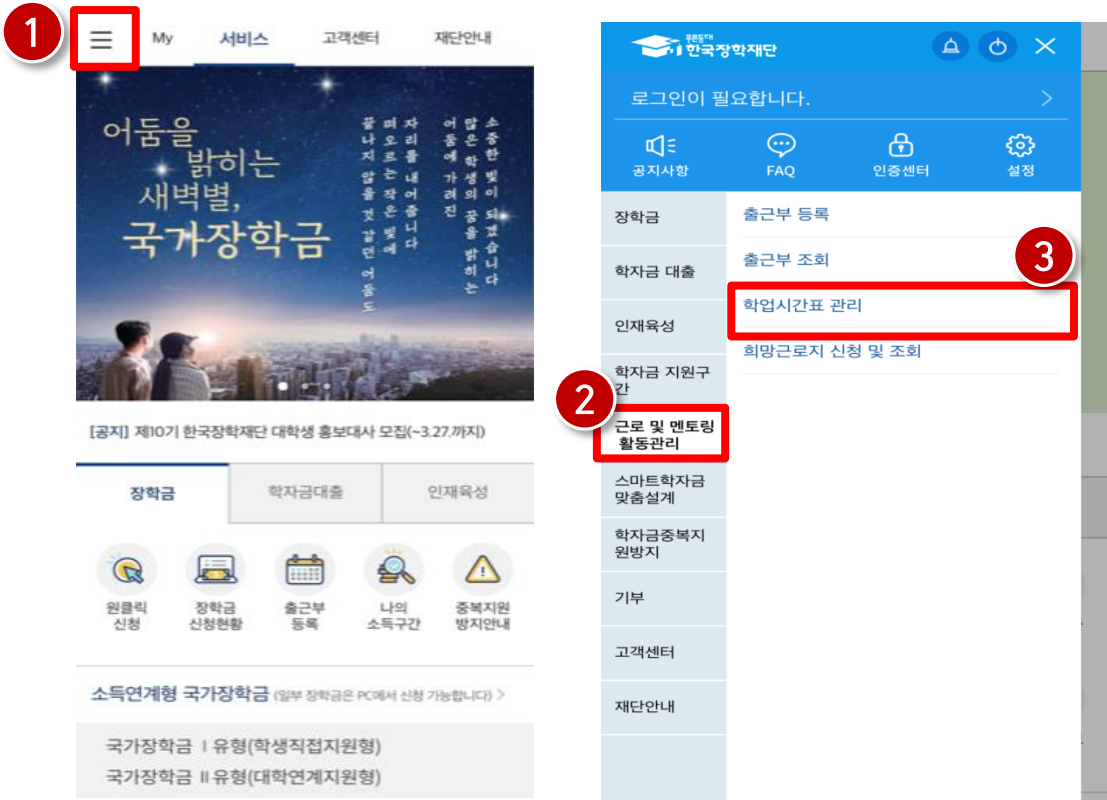 1
My 서비스 고객센터 재단안내
어둠을
밝히는
새벽별,
국가장학금
소중한 빛이 되겠습니다
많은 학생의 꿈을 밝히는
어둠에 가려진
자리를 내어줍니다
떠오르는 작은 빛에
끝나지 않을 것 같던 어둠도
[공지] 제10기 한국장학재단 대학생 홍보대사 모집(~3.27.까지)
장학금 학자금대출 인재육성
원클릭
신청
장학금
신청현황
출근부
등록
나의
소득구간
중복지원
방지안내
소득연계형 국가장학금 (일부 장학금은 PC에서 신청 가능합니다) >
국가장학금 Ⅰ유형(학생직접지원형)
국가장학금 Ⅱ유형(대학연계지원형)
푸른등대
한국장학재단
로그인이 필요합니다.
공지사항 FAQ 인증센터 설정
장학금
학자금 대출
인재육성
학자금 지원구
간
2
근로 및 멘토링
활동관리
스마트학자금
맞춤설계
학자금중복지
원방지
기부
고객센터
재단안내
출근부 등록
출근부 조회
3
학업시간표 관리
희망근로지 신청 및 조회